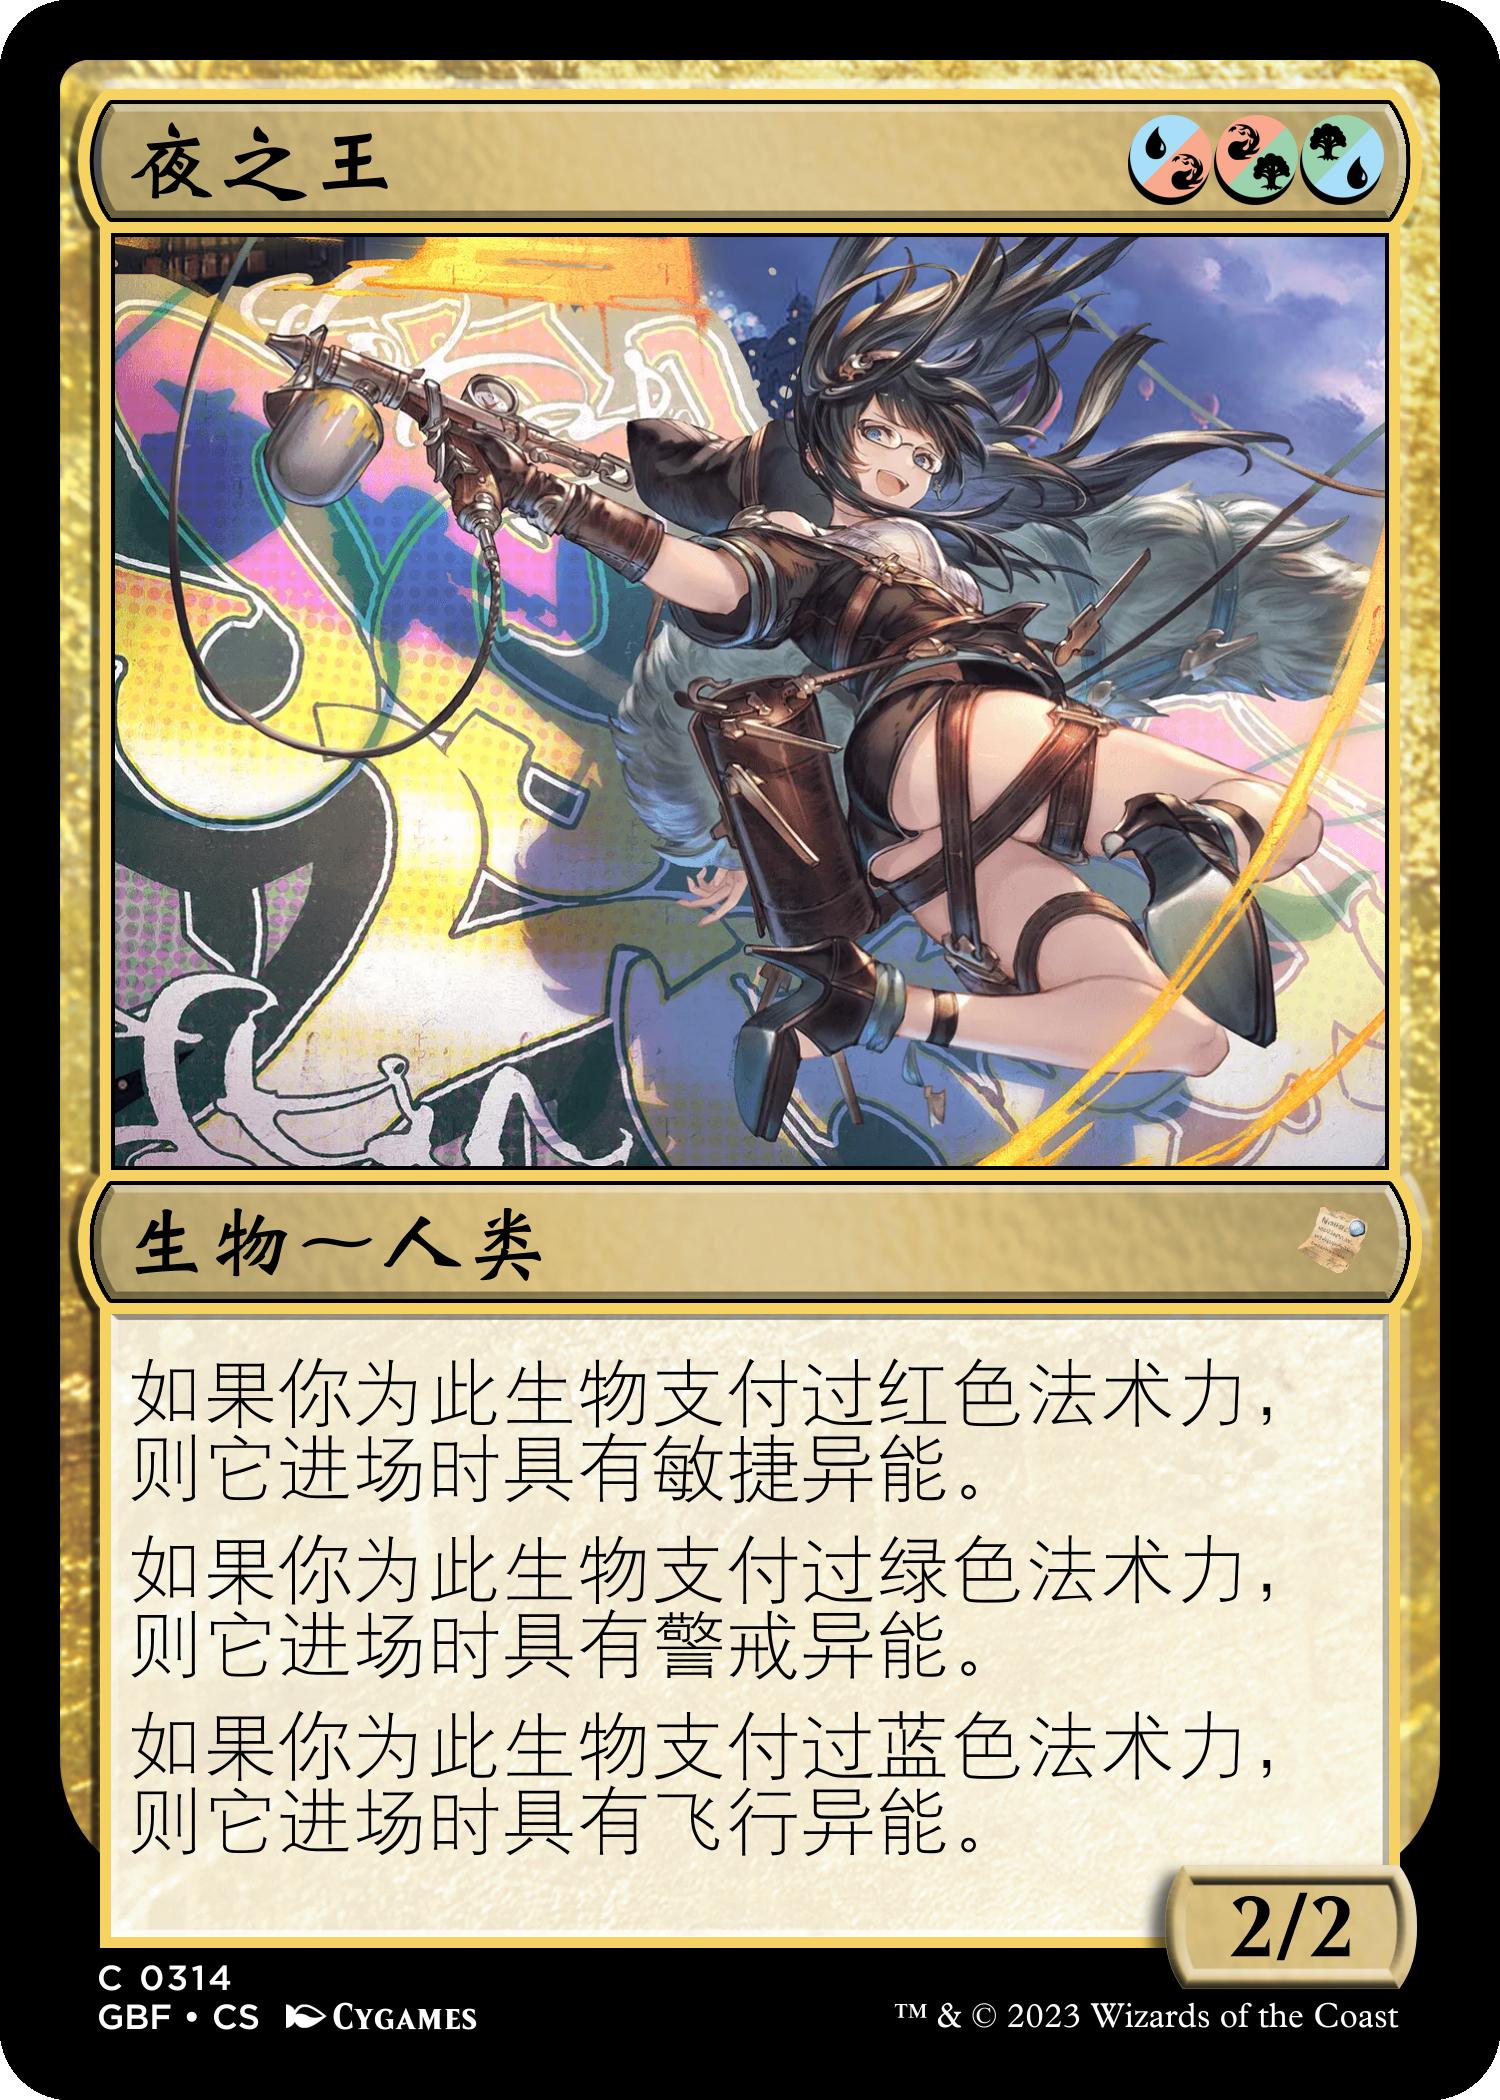 夜之王
生物～人类
如果你为此生物支付过红色法术力，
则它进场时具有敏捷异能。
如果你为此生物支付过绿色法术力，
则它进场时具有警戒异能。
如果你为此生物支付过蓝色法术力，
则它进场时具有飞行异能。
2/2
C 0314
GBF • CS CYGAMES
™ & © 2023 Wizards of the Coast